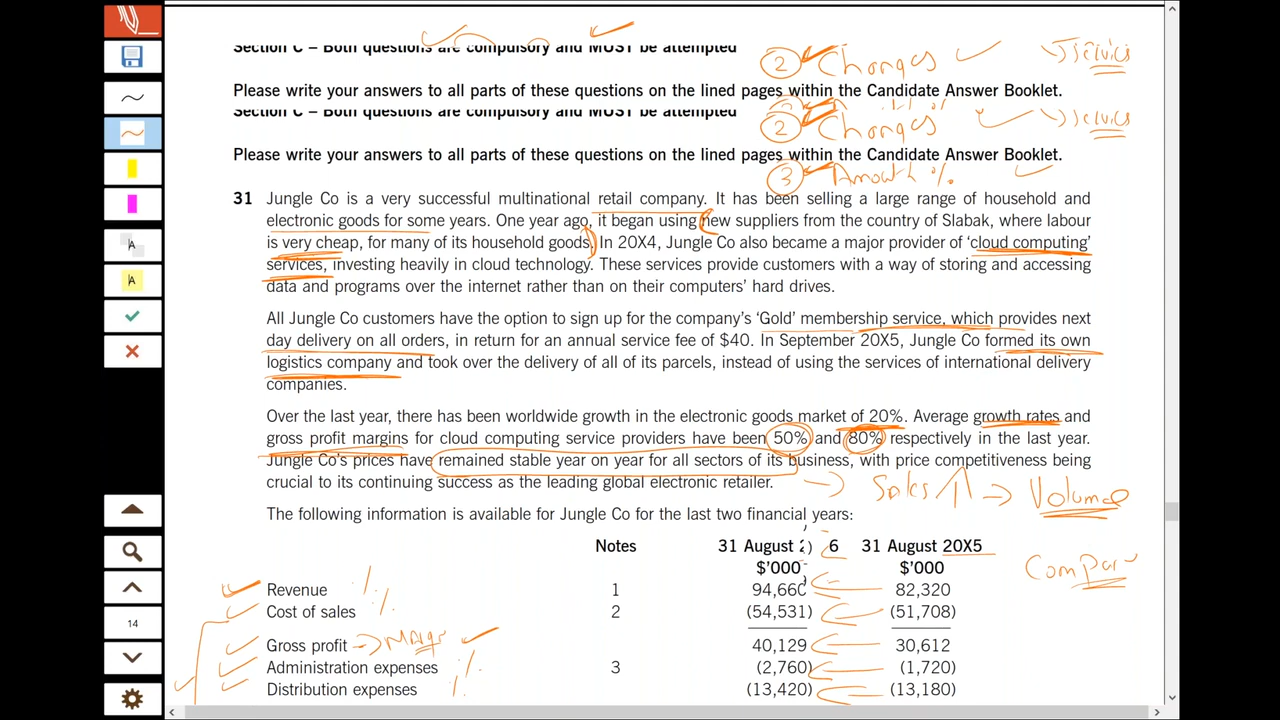 Section C – Both questions are compulsory and MUST be attempted
② Changes → Services
Please write your answers to all parts of these questions on the lined pages within the Candidate Answer Booklet.
Section C – Both questions are compulsory and MUST be attempted
② Changes → Services
Please write your answers to all parts of these questions on the lined pages within the Candidate Answer Booklet.
③ Amount %
31 Jungle Co is a very successful multinational retail company. It has been selling a large range of household and
electronic goods for some years. One year ago, it began using new suppliers from the country of Slabak, where labour
is very cheap, for many of its household goods. In 20X4, Jungle Co also became a major provider of ‘cloud computing’
services, investing heavily in cloud technology. These services provide customers with a way of storing and accessing
data and programs over the internet rather than on their computers’ hard drives.
All Jungle Co customers have the option to sign up for the company’s ‘Gold’ membership service, which provides next
day delivery on all orders, in return for an annual service fee of $40. In September 20X5, Jungle Co formed its own
logistics company and took over the delivery of all of its parcels, instead of using the services of international delivery
companies.
Over the last year, there has been worldwide growth in the electronic goods market of 20%. Average growth rates and
gross profit margins for cloud computing service providers have been 50% and 80% respectively in the last year.
Jungle Co’s prices have remained stable year on year for all sectors of its business, with price competitiveness being
crucial to its continuing success as the leading global electronic retailer.
→ Sales ↑ → Volume
The following information is available for Jungle Co for the last two financial years:
Notes 31 August 6 31 August 20X5
$’000 $’000
Compar
Revenue % 1 94,660 82,320
Cost of sales % 2 (54,531) (51,708)
Gross profit → Margin 40,129 30,612
Administration expenses % 3 (2,760) (1,720)
Distribution expenses % (13,420) (13,180)
A
A
14